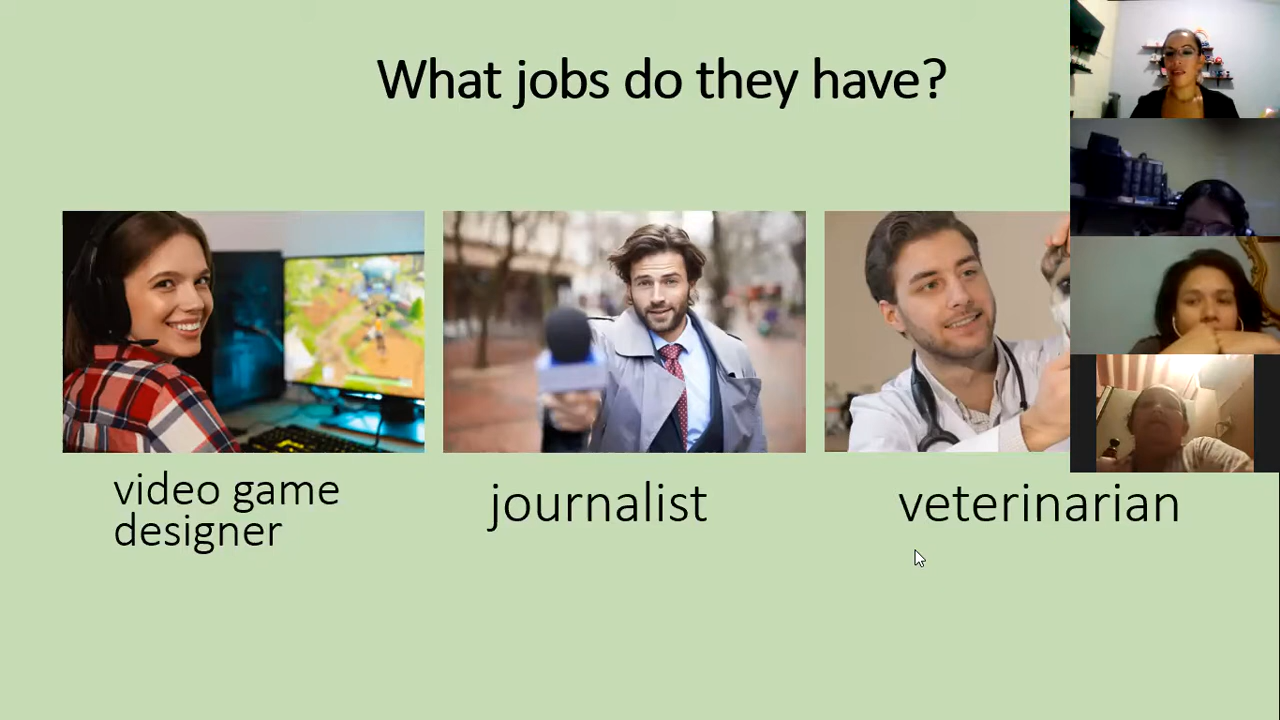 What jobs do they have?
video game
designer
journalist
veterinarian